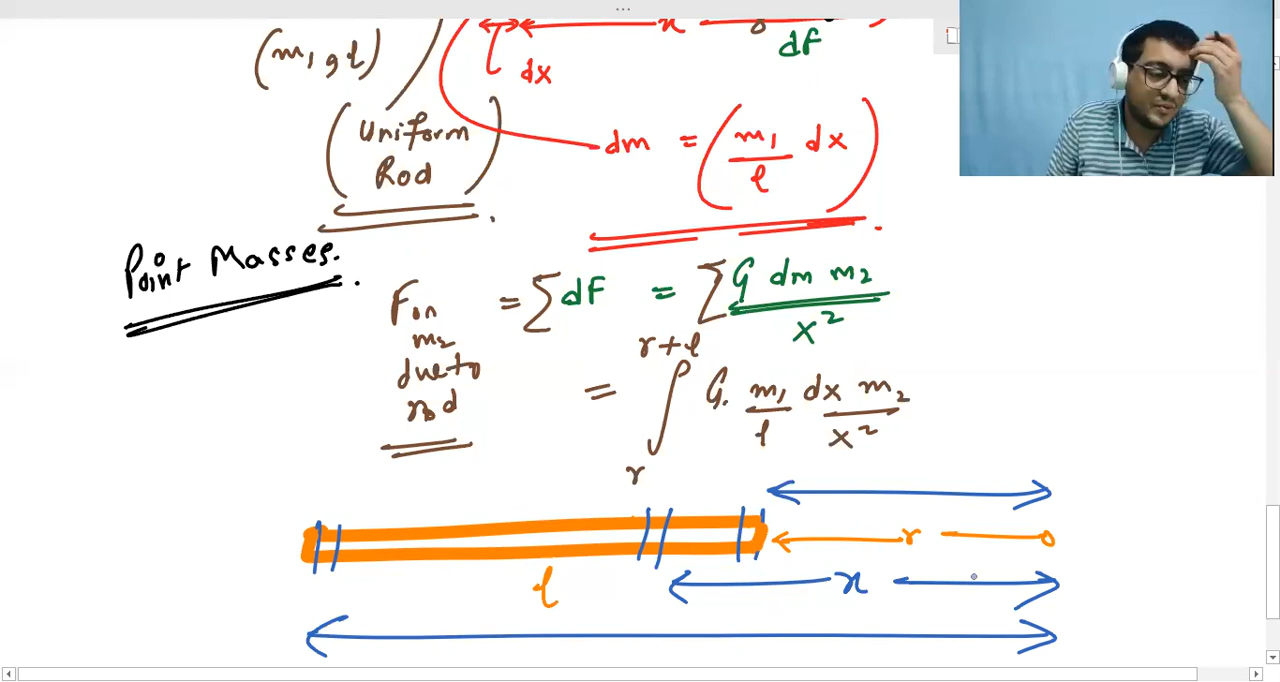 x
dF
(m₁, l)
dx
(Uniform
Rod)
dm = (m₁/l dx)
Point Masses.
F on m₂ due to rod = ∑ dF = ∑ G dm m₂ / x²
= ∫ᵣʳ⁺ˡ G. m₁/l dx m₂ / x²
r
l
x